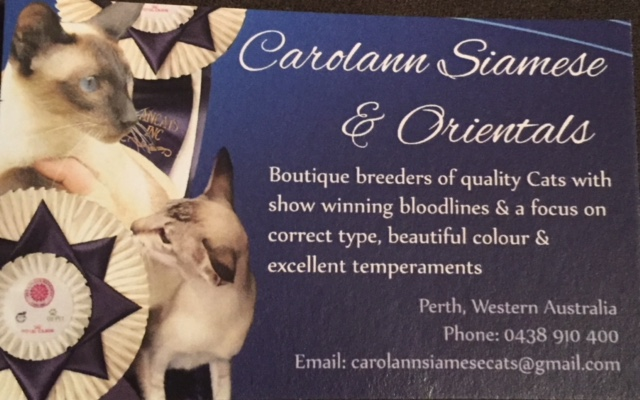 Carolann Siamese
& Orientals
Boutique breeders of quality Cats with
show winning bloodlines & a focus on
correct type, beautiful colour &
excellent temperaments
Perth, Western Australia
Phone: 0438 910 400
Email: carolannsiamesecats@gmail.com
INC